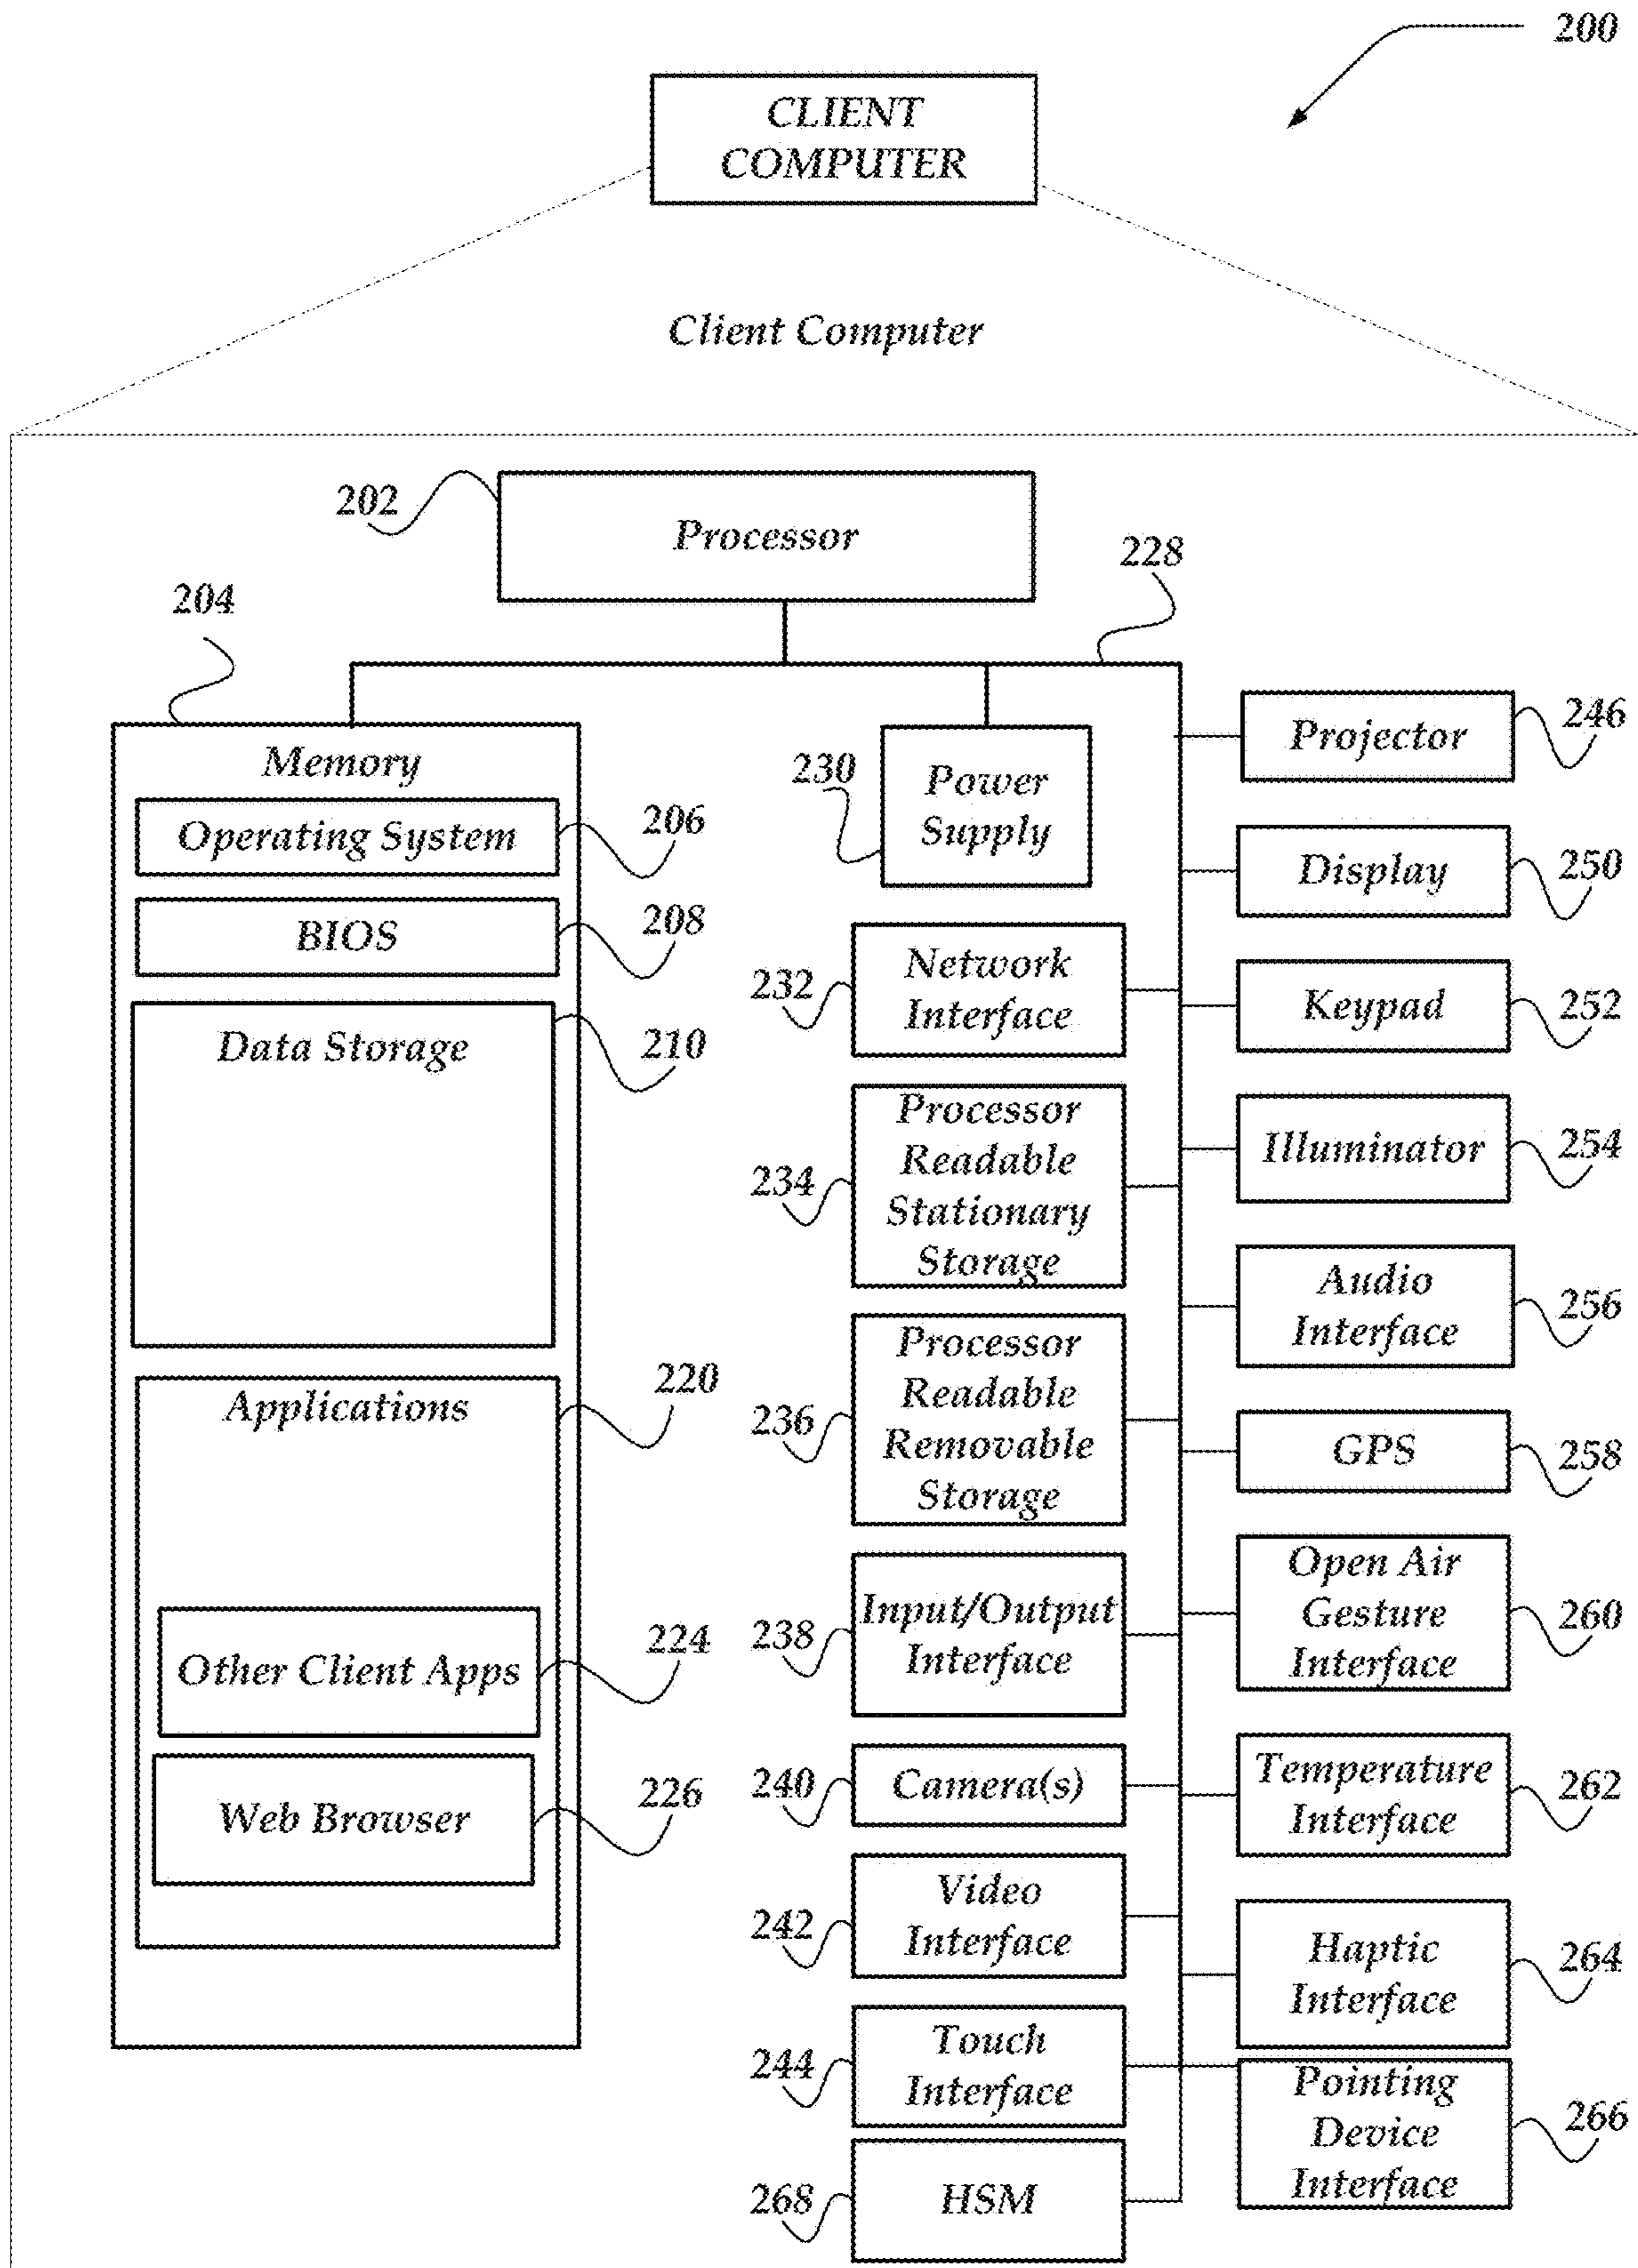 200
CLIENT
COMPUTER
Client Computer
202
Processor
228
204
Memory
Operating System
206
BIOS
208
Data Storage
210
Applications
220
Other Client Apps
224
Web Browser
226
230
Power
Supply
232
Network
Interface
234
Processor
Readable
Stationary
Storage
236
Processor
Readable
Removable
Storage
238
Input/Output
Interface
240
Camera(s)
242
Video
Interface
244
Touch
Interface
268
HSM
Projector
246
Display
250
Keypad
252
Illuminator
254
Audio
Interface
256
GPS
258
Open Air
Gesture
Interface
260
Temperature
Interface
262
Haptic
Interface
264
Pointing
Device
Interface
266